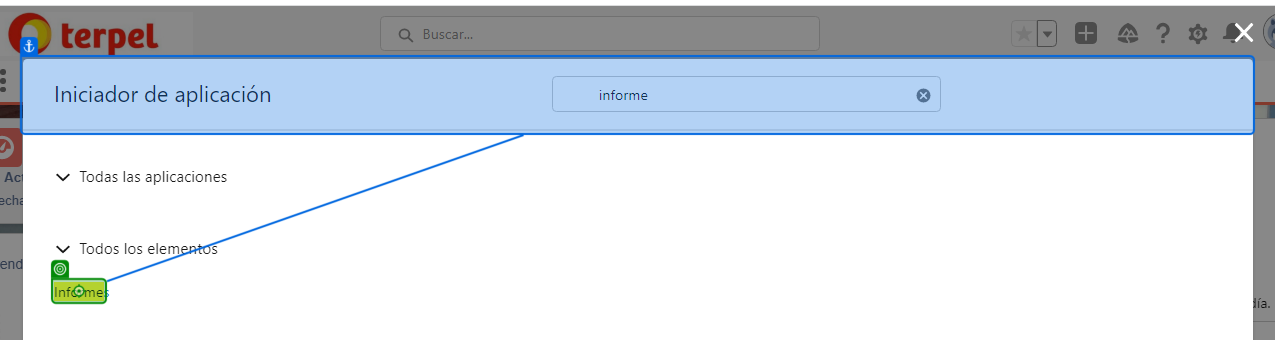 terpel
Buscar...
Iniciador de aplicación
informe
Act
echa
Todas las aplicaciones
Todos los elementos
end
Informes
día.